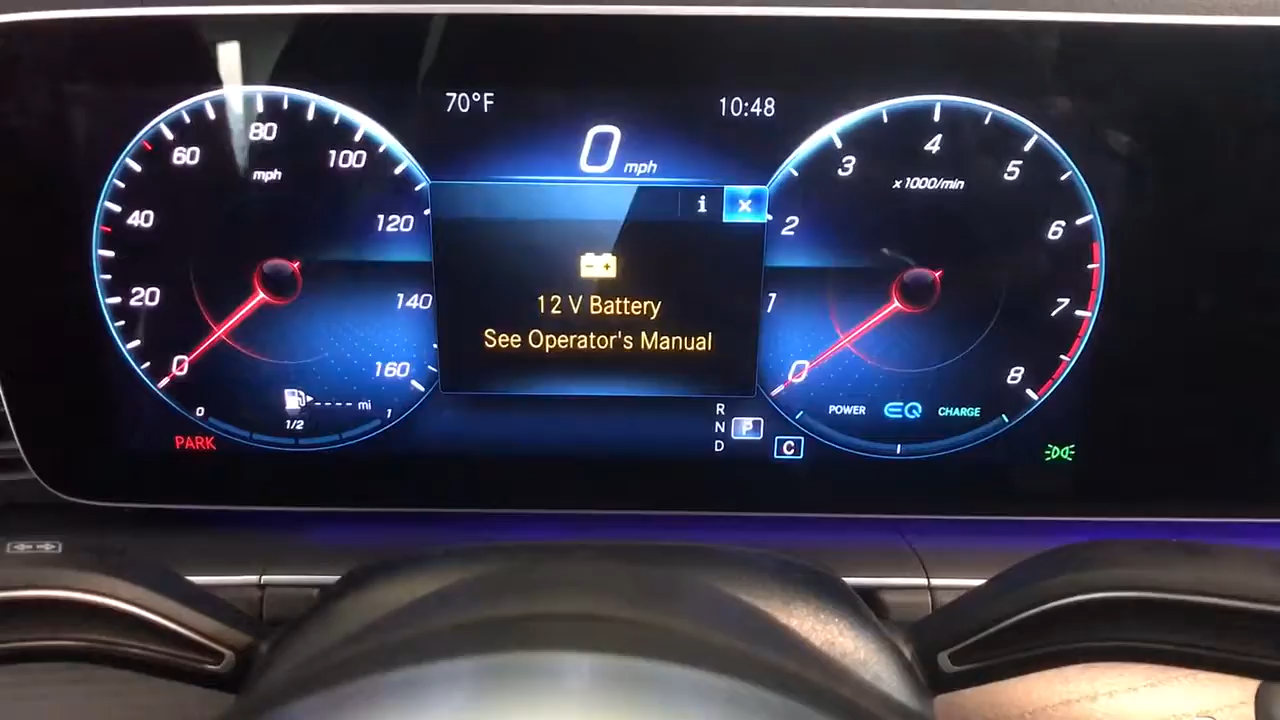 70°F
10:48
0 mph
80
60
100
mph
40
120
20
140
0
160
0
1/2
1
---- mi
PARK
i
×
12 V Battery
See Operator's Manual
4
3
5
x1000/min
2
6
1
7
0
8
POWER
EQ
CHARGE
R
N
P
D
C